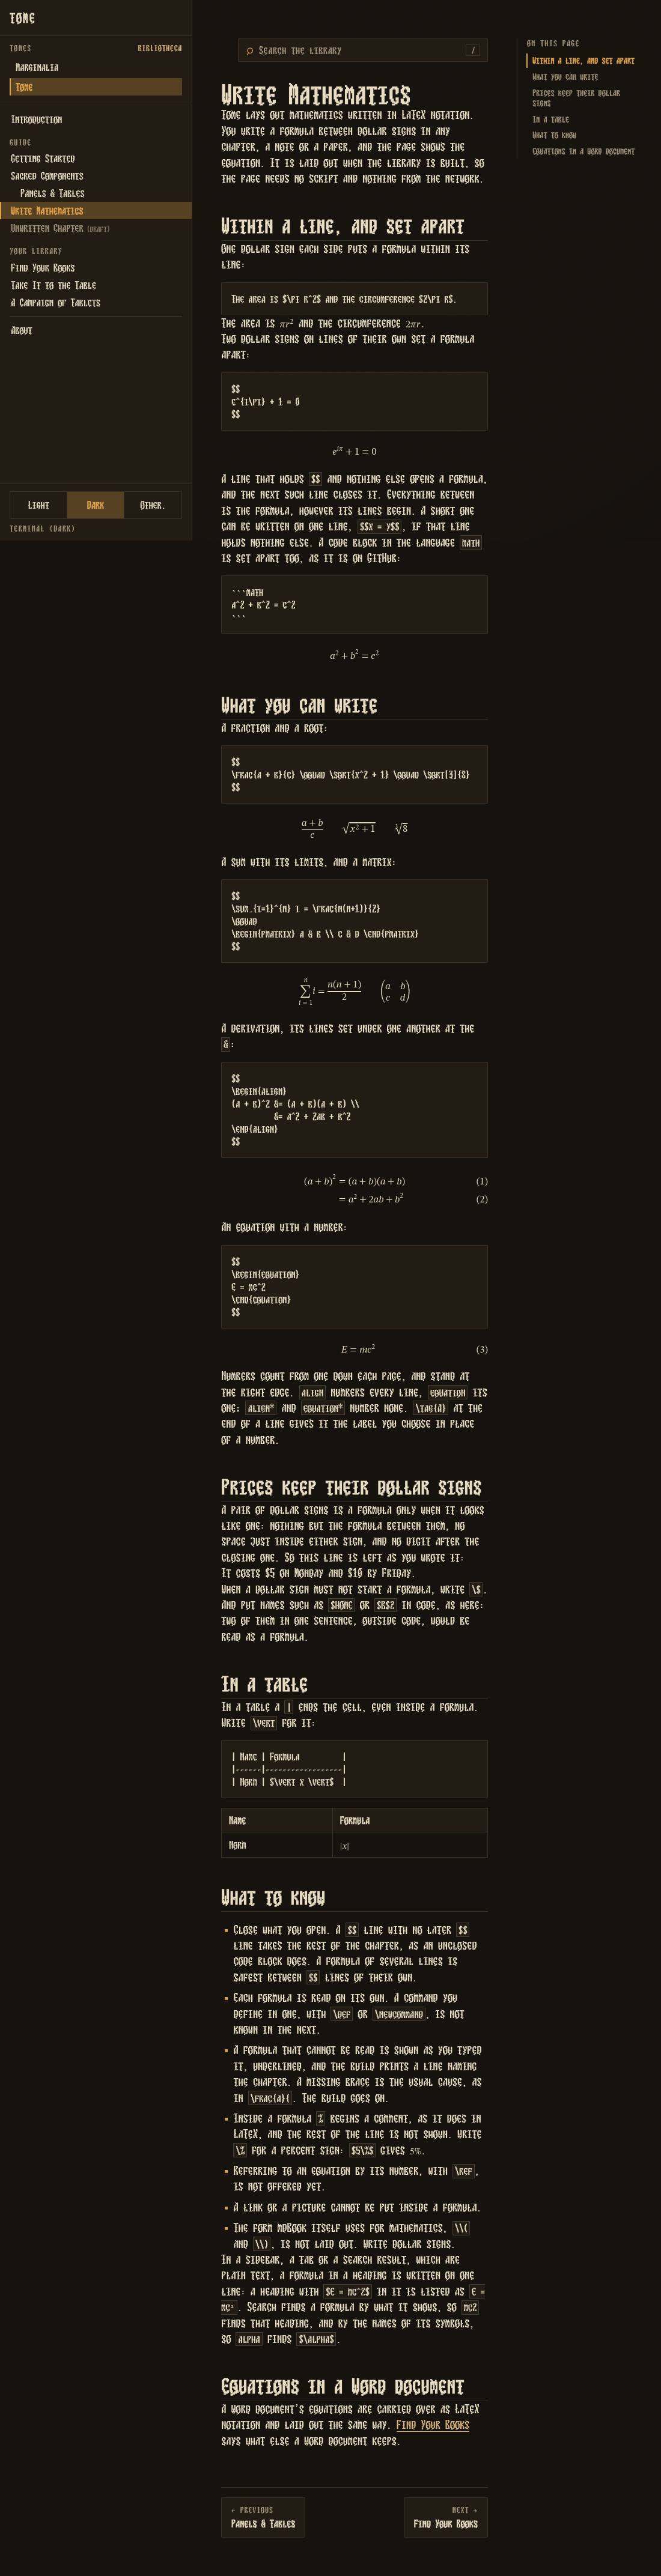 Tome
Tomes
Bibliotheca
Marginalia
Tome
Introduction
Guide
Getting Started
Sacred Components
Panels & Tables
Write Mathematics
Unwritten Chapter (draft)
Your Library
Find Your Books
Take It to the Table
A Campaign of Tablets
About
Light
Dark
Other…
Terminal (Dark)
Search the library
/
Write Mathematics
Tome lays out mathematics written in LaTeX notation.
You write a formula between dollar signs in any
chapter, a note or a paper, and the page shows the
equation. It is laid out when the library is built, so
the page needs no script and nothing from the network.
Within a line, and set apart
One dollar sign each side puts a formula within its
line:
The area is $\pi r^2$ and the circumference $2\pi r$.
The area is πr² and the circumference 2πr.
Two dollar signs on lines of their own set a formula
apart:
$$
e^{i\pi} + 1 = 0
$$
e^{iπ} + 1 = 0
A line that holds $$ and nothing else opens a formula,
and the next such line closes it. Everything between
is the formula, however its lines begin. A short one
can be written on one line, $$x = y$$, if that line
holds nothing else. A code block in the language math
is set apart too, as it is on GitHub:
```math
a^2 + b^2 = c^2
```
a² + b² = c²
What you can write
A fraction and a root:
$$
\frac{a + b}{c} \qquad \sqrt{x^2 + 1} \qquad \sqrt[3]{8}
$$
a + b
c
√x² + 1
∛8
A sum with its limits, and a matrix:
$$
\sum_{i=1}^{n} i = \frac{n(n+1)}{2}
\qquad
\begin{pmatrix} a & b \\ c & d \end{pmatrix}
$$
n
∑ i = n(n + 1)
i = 1
2
(a b
c d)
A derivation, its lines set under one another at the
&:
$$
\begin{align}
(a + b)^2 &= (a + b)(a + b) \\
&= a^2 + 2ab + b^2
\end{align}
$$
(a + b)² = (a + b)(a + b) (1)
= a² + 2ab + b² (2)
An equation with a number:
$$
\begin{equation}
E = mc^2
\end{equation}
$$
E = mc² (3)
Numbers count from one down each page, and stand at
the right edge. align numbers every line, equation its
one; align* and equation* number none. \tag{A} at the
end of a line gives it the label you choose in place
of a number.
Prices keep their dollar signs
A pair of dollar signs is a formula only when it looks
like one: nothing but the formula between them, no
space just inside either sign, and no digit after the
closing one. So this line is left as you wrote it:
It costs $5 on Monday and $10 by Friday.
When a dollar sign must not start a formula, write \$.
And put names such as $HOME or $R$2 in code, as here:
two of them in one sentence, outside code, would be
read as a formula.
In a table
In a table a | ends the cell, even inside a formula.
Write \vert for it:
| Name | Formula |
|------|------------------|
| Norm | $\vert x \vert$ |
Name
Formula
Norm
|x|
What to know
Close what you open. A $$ line with no later $$
line takes the rest of the chapter, as an unclosed
code block does. A formula of several lines is
safest between $$ lines of their own.
Each formula is read on its own. A command you
define in one, with \def or \newcommand, is not
known in the next.
A formula that cannot be read is shown as you typed
it, underlined, and the build prints a line naming
the chapter. A missing brace is the usual cause, as
in \frac{a}{. The build goes on.
Inside a formula % begins a comment, as it does in
LaTeX, and the rest of the line is not shown. Write
\% for a percent sign: $5\%$ gives 5%.
Referring to an equation by its number, with \ref,
is not offered yet.
A link or a picture cannot be put inside a formula.
The form mdBook itself uses for mathematics, \\(
and \\), is not laid out. Write dollar signs.
In a sidebar, a tab or a search result, which are
plain text, a formula in a heading is written on one
line: a heading with $E = mc^2$ in it is listed as E =
mc². Search finds a formula by what it shows, so mc2
finds that heading, and by the names of its symbols,
so alpha finds $\alpha$.
Equations in a Word document
A Word document's equations are carried over as LaTeX
notation and laid out the same way. Find Your Books
says what else a Word document keeps.
← Previous
Panels & Tables
Next →
Find Your Books
On this page
Within a line, and set apart
What you can write
Prices keep their dollar
signs
In a table
What to know
Equations in a Word document